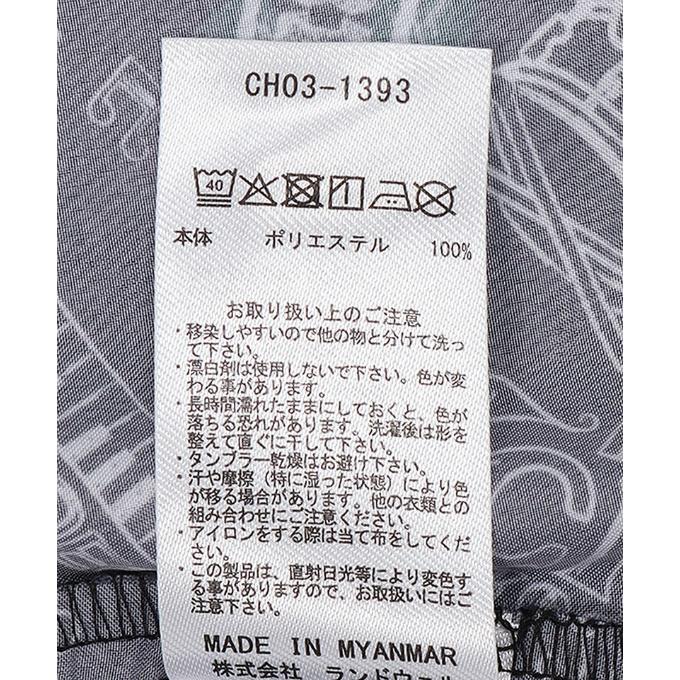 CH03-1393
40
本体 ポリエステル 100%
お取り扱い上のご注意
・移染しやすいので他の物と分けて洗っ
て下さい。
・漂白剤は使用しないで下さい。色が変
わる事があります。
・長時間濡れたままにしておくと、色が
落ちる恐れがあります。洗濯後は形を
整えて直ぐに干して下さい。
・タンブラー乾燥はお避け下さい。
・汗や摩擦（特に湿った状態）により色
が移る場合があります。他の衣類との
組み合わせにご注意ください。
・アイロンをする際は当て布をしてくだ
さい。
・この製品は、直射日光等により変色す
る事がありますので、お取扱いにはご
注意下さい。
MADE IN MYANMAR
株式会社 ランドウェル